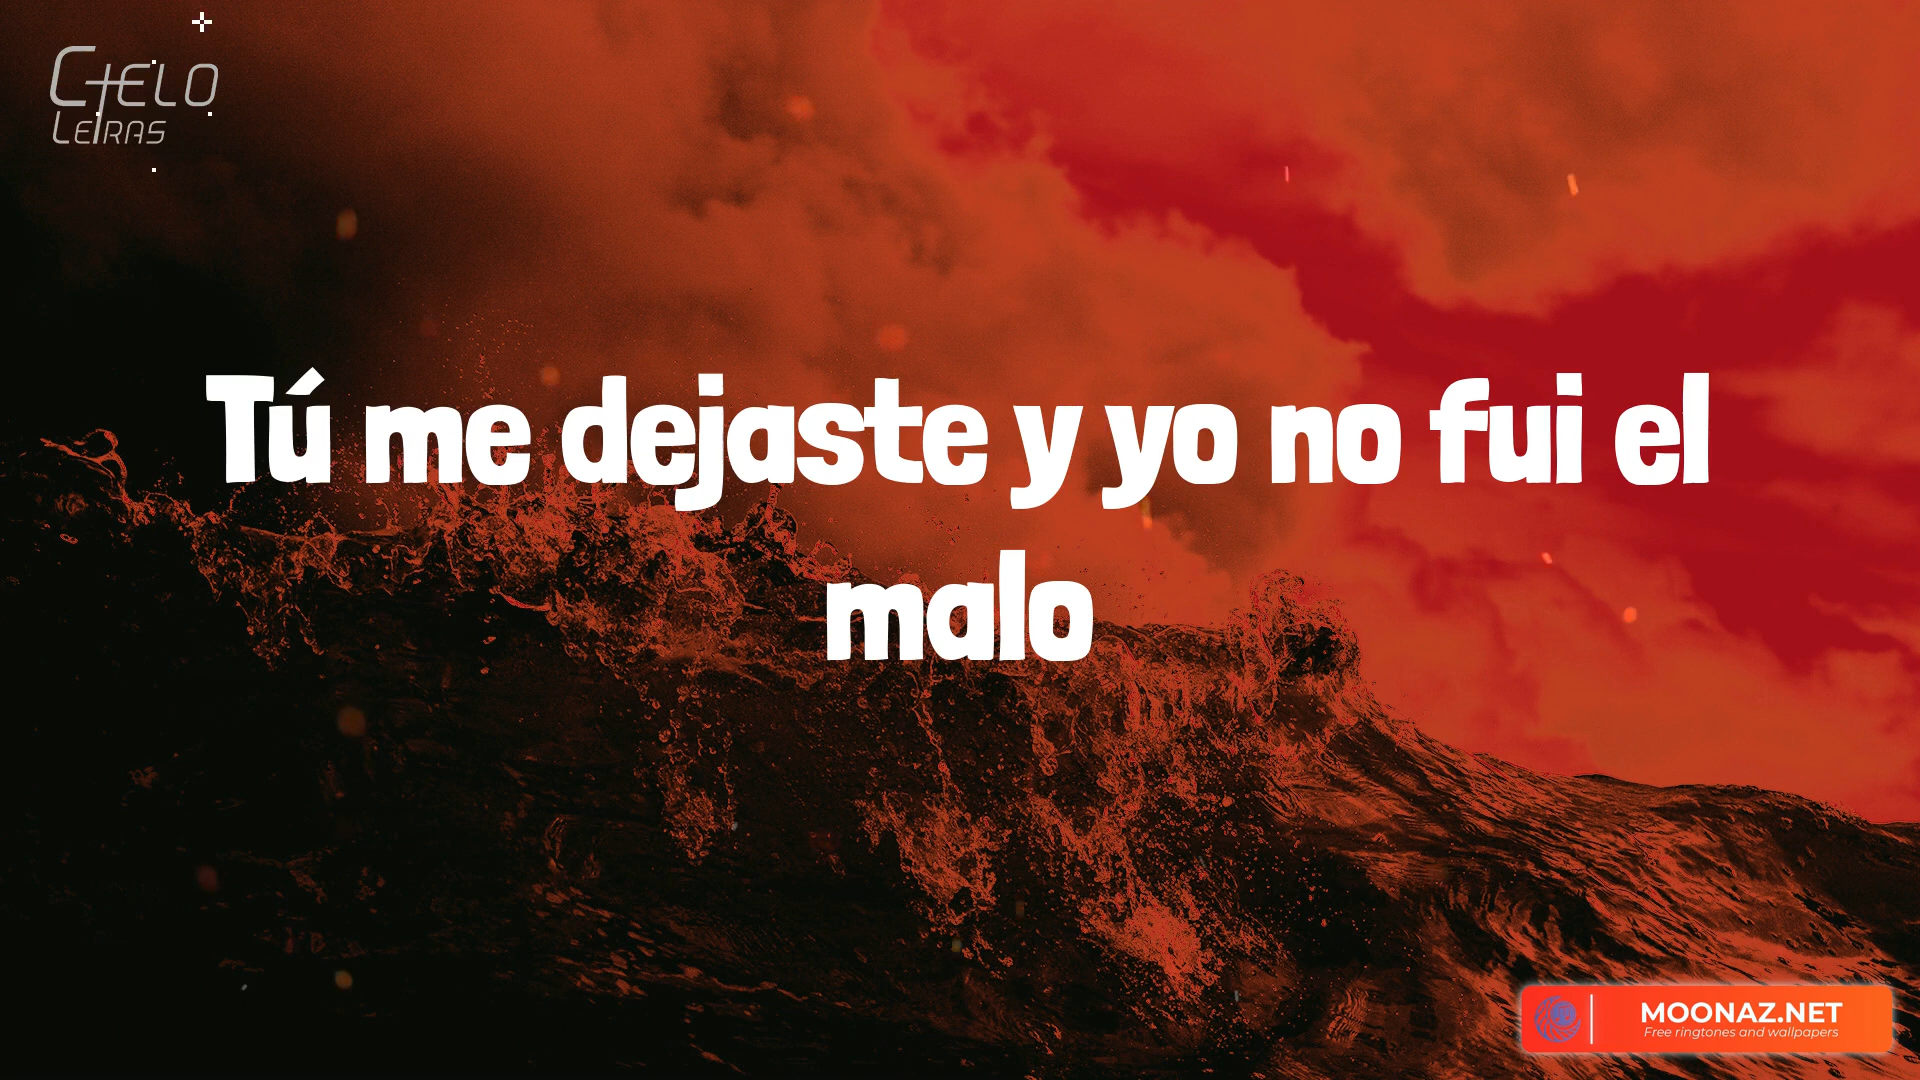 CIELO
LETRAS
Tú me dejaste y yo no fui el
malo
MOONAZ.NET
Free ringtones and wallpapers